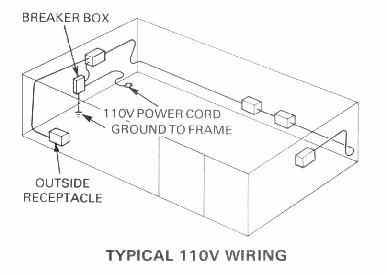 BREAKER BOX
110V POWER CORD
GROUND TO FRAME
OUTSIDE
RECEPTACLE
TYPICAL 110V WIRING